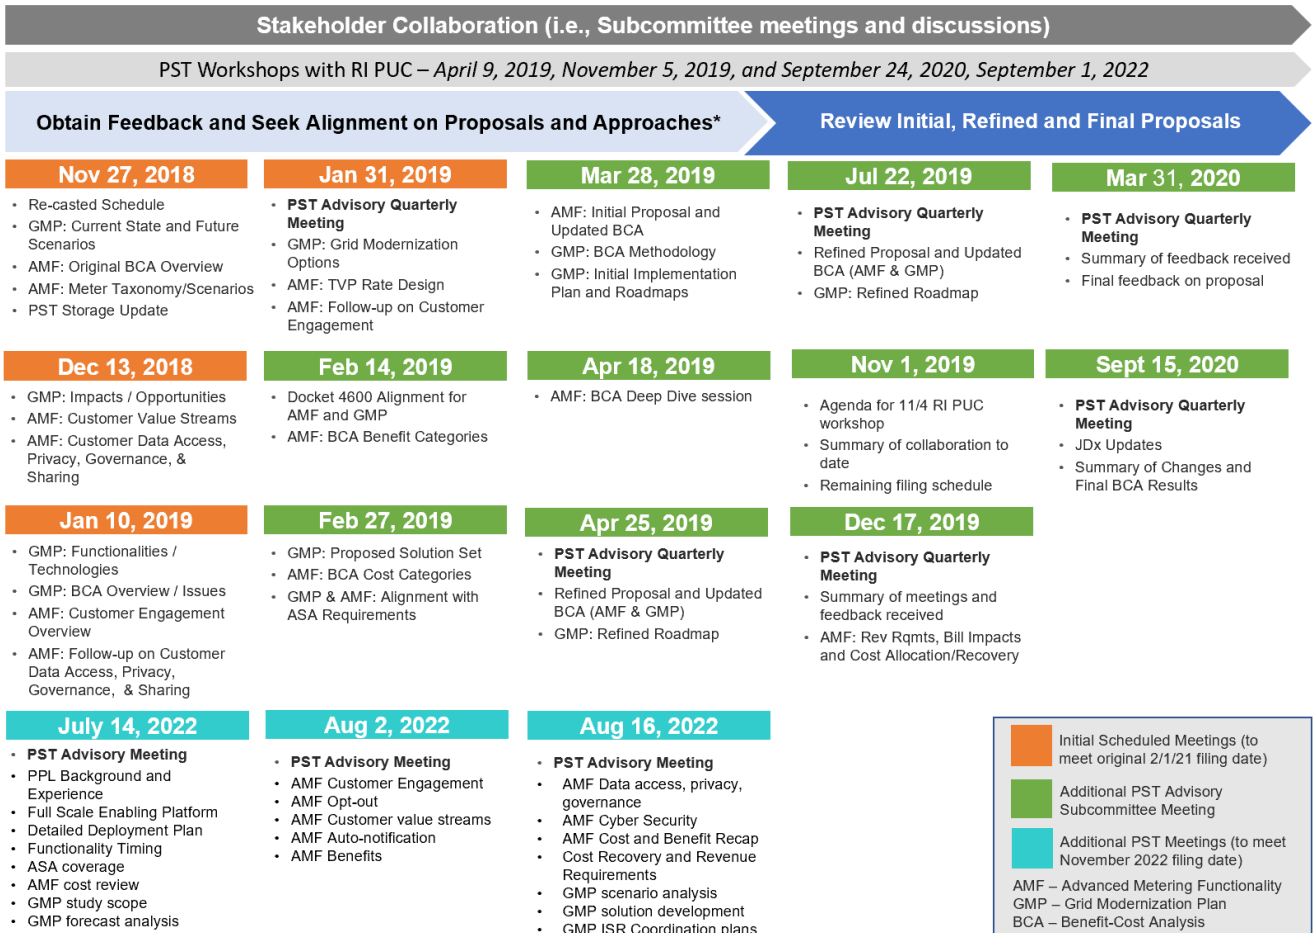 Stakeholder Collaboration (i.e., Subcommittee meetings and discussions)
PST Workshops with RI PUC – April 9, 2019, November 5, 2019, and September 24, 2020, September 1, 2022
Obtain Feedback and Seek Alignment on Proposals and Approaches*
Review Initial, Refined and Final Proposals
Nov 27, 2018
• Re-casted Schedule
• GMP: Current State and Future
Scenarios
• AMF: Original BCA Overview
• AMF: Meter Taxonomy/Scenarios
• PST Storage Update
Jan 31, 2019
• PST Advisory Quarterly
Meeting
• GMP: Grid Modernization
Options
• AMF: TVP Rate Design
• AMF: Follow-up on Customer
Engagement
Mar 28, 2019
• AMF: Initial Proposal and
Updated BCA
• GMP: BCA Methodology
• GMP: Initial Implementation
Plan and Roadmaps
Jul 22, 2019
• PST Advisory Quarterly
Meeting
• Refined Proposal and Updated
BCA (AMF & GMP)
• GMP: Refined Roadmap
Mar 31, 2020
• PST Advisory Quarterly
Meeting
• Summary of feedback received
• Final feedback on proposal
Dec 13, 2018
• GMP: Impacts / Opportunities
• AMF: Customer Value Streams
• AMF: Customer Data Access,
Privacy, Governance, &
Sharing
Feb 14, 2019
• Docket 4600 Alignment for
AMF and GMP
• AMF: BCA Benefit Categories
Apr 18, 2019
• AMF: BCA Deep Dive session
Nov 1, 2019
• Agenda for 11/4 RI PUC
workshop
• Summary of collaboration to
date
• Remaining filing schedule
Sept 15, 2020
• PST Advisory Quarterly
Meeting
• JDx Updates
• Summary of Changes and
Final BCA Results
Jan 10, 2019
• GMP: Functionalities /
Technologies
• GMP: BCA Overview / Issues
• AMF: Customer Engagement
Overview
• AMF: Follow-up on Customer
Data Access, Privacy,
Governance,  & Sharing
Feb 27, 2019
• GMP: Proposed Solution Set
• AMF: BCA Cost Categories
• GMP & AMF: Alignment with
ASA Requirements
Apr 25, 2019
• PST Advisory Quarterly
Meeting
• Refined Proposal and Updated
BCA (AMF & GMP)
• GMP: Refined Roadmap
Dec 17, 2019
• PST Advisory Quarterly
Meeting
• Summary of meetings and
feedback received
• AMF: Rev Rqmts, Bill Impacts
and Cost Allocation/Recovery
July 14, 2022
• PST Advisory Meeting
• PPL Background and
Experience
• Full Scale Enabling Platform
• Detailed Deployment Plan
• Functionality Timing
• ASA coverage
• AMF cost review
• GMP study scope
• GMP forecast analysis
Aug 2, 2022
• PST Advisory Meeting
• AMF Customer Engagement
• AMF Opt-out
• AMF Customer value streams
• AMF Auto-notification
• AMF Benefits
Aug 16, 2022
• PST Advisory Meeting
• AMF Data access, privacy,
governance
• AMF Cyber Security
• AMF Cost and Benefit Recap
• Cost Recovery and Revenue
Requirements
• GMP scenario analysis
• GMP solution development
• GMP ISR Coordination plans
Initial Scheduled Meetings (to
meet original 2/1/21 filing date)
Additional PST Advisory
Subcommittee Meeting
Additional PST Meetings (to meet
November 2022 filing date)
AMF – Advanced Metering Functionality
GMP – Grid Modernization Plan
BCA – Benefit-Cost Analysis